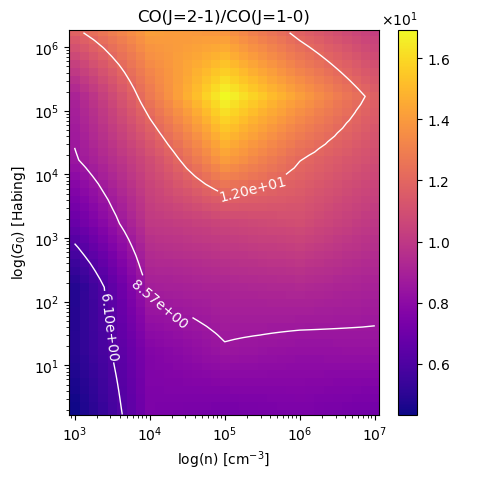 CO(J=2-1)/CO(J=1-0)
×10¹
10⁶
10⁵
10⁴
10³
10²
10¹
log(G₀) [Habing]
1.20e+01
8.57e+00
6.10e+00
10³ 10⁴ 10⁵ 10⁶ 10⁷
log(n) [cm⁻³]
1.6
1.4
1.2
1.0
0.8
0.6